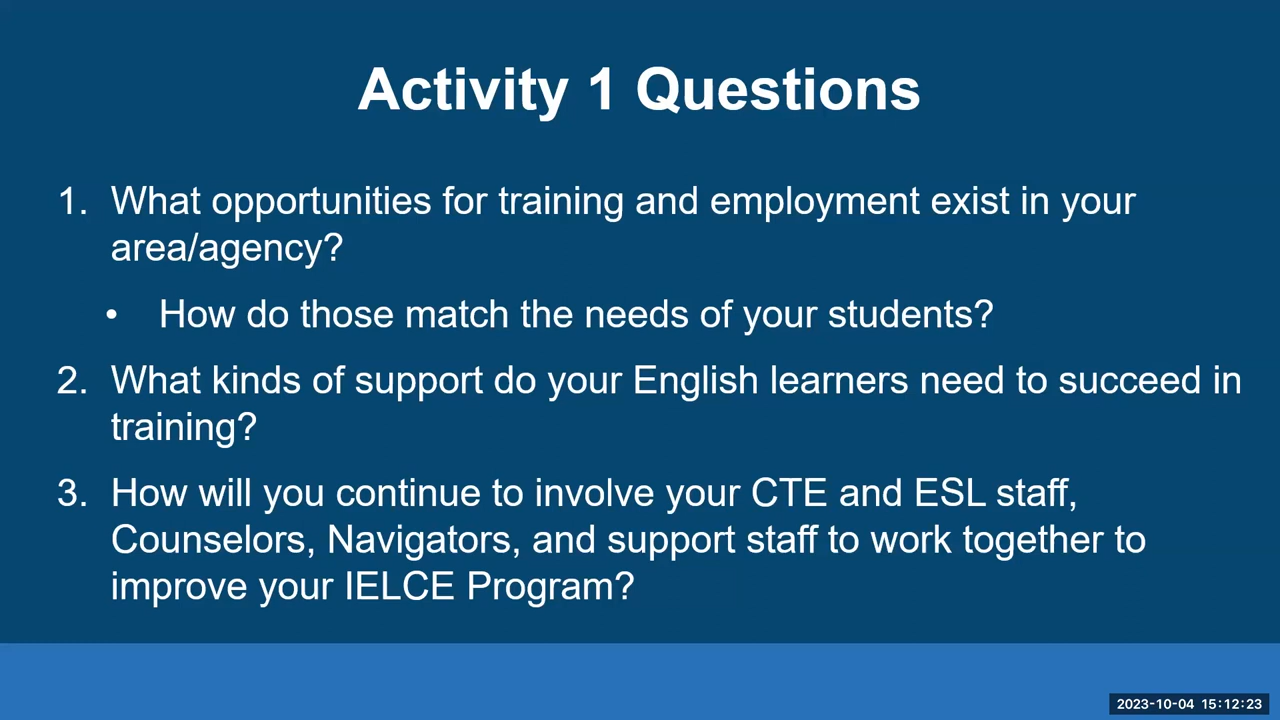 Activity 1 Questions
1. What opportunities for training and employment exist in your
area/agency?
• How do those match the needs of your students?
2. What kinds of support do your English learners need to succeed in
training?
3. How will you continue to involve your CTE and ESL staff,
Counselors, Navigators, and support staff to work together to
improve your IELCE Program?
2023-10-04 15:12:23